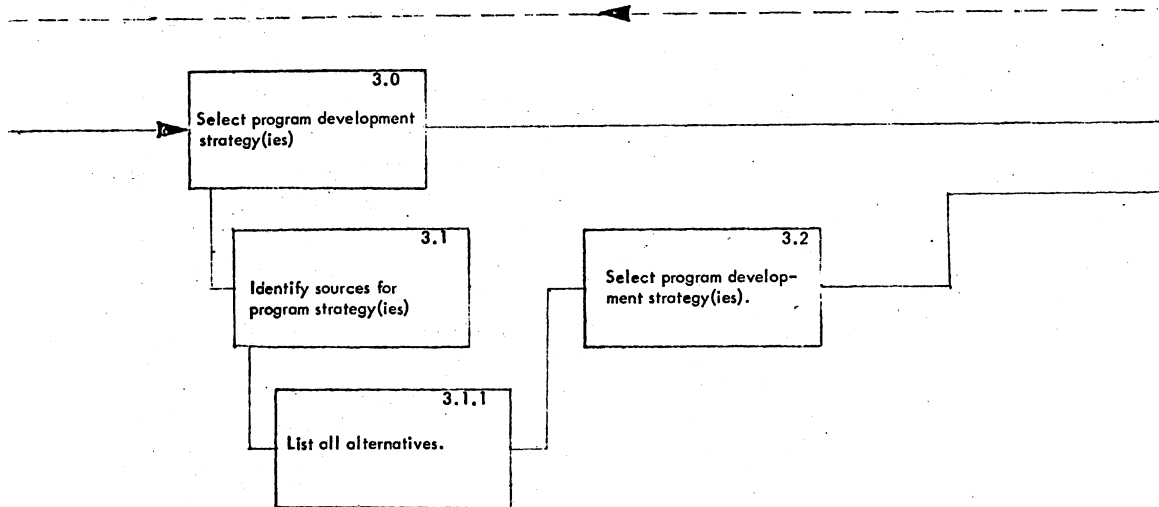 3.0
Select program development
strategy(ies)
3.1
Identify sources for
program strategy(ies)
3.2
Select program develop-
ment strategy(ies).
3.1.1
List all alternatives.